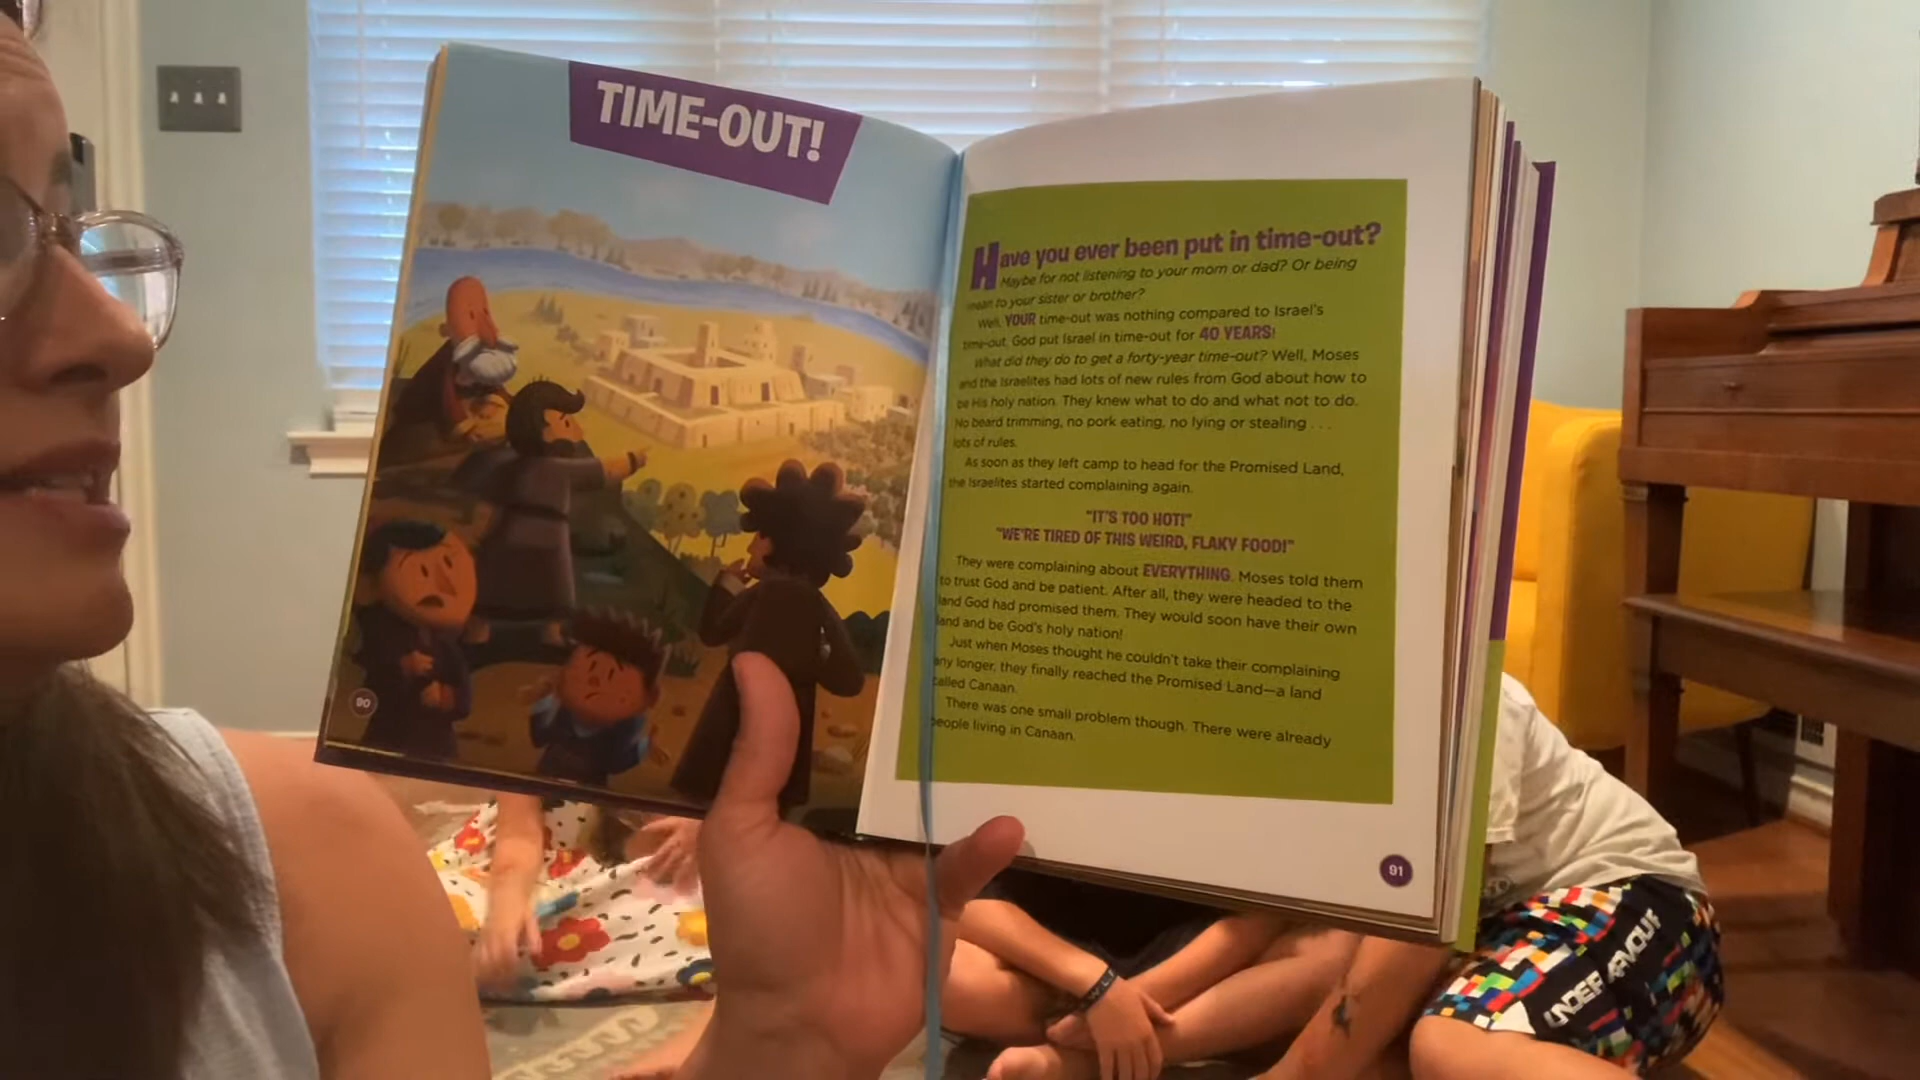 TIME-OUT!
90
Have you ever been put in time-out?
Maybe for not listening to your mom or dad? Or being
mean to your sister or brother?
Well, YOUR time-out was nothing compared to Israel's
time-out. God put Israel in time-out for 40 YEARS!
What did they do to get a forty-year time-out? Well, Moses
and the Israelites had lots of new rules from God about how to
be His holy nation. They knew what to do and what not to do.
No beard trimming, no pork eating, no lying or stealing . . .
lots of rules.
As soon as they left camp to head for the Promised Land,
the Israelites started complaining again.
"IT'S TOO HOT!"
"WE'RE TIRED OF THIS WEIRD, FLAKY FOOD!"
They were complaining about EVERYTHING. Moses told them
to trust God and be patient. After all, they were headed to the
land God had promised them. They would soon have their own
land and be God's holy nation!
Just when Moses thought he couldn't take their complaining
any longer, they finally reached the Promised Land—a land
called Canaan.
There was one small problem though. There were already
people living in Canaan.
91
UNDER ARMOUR